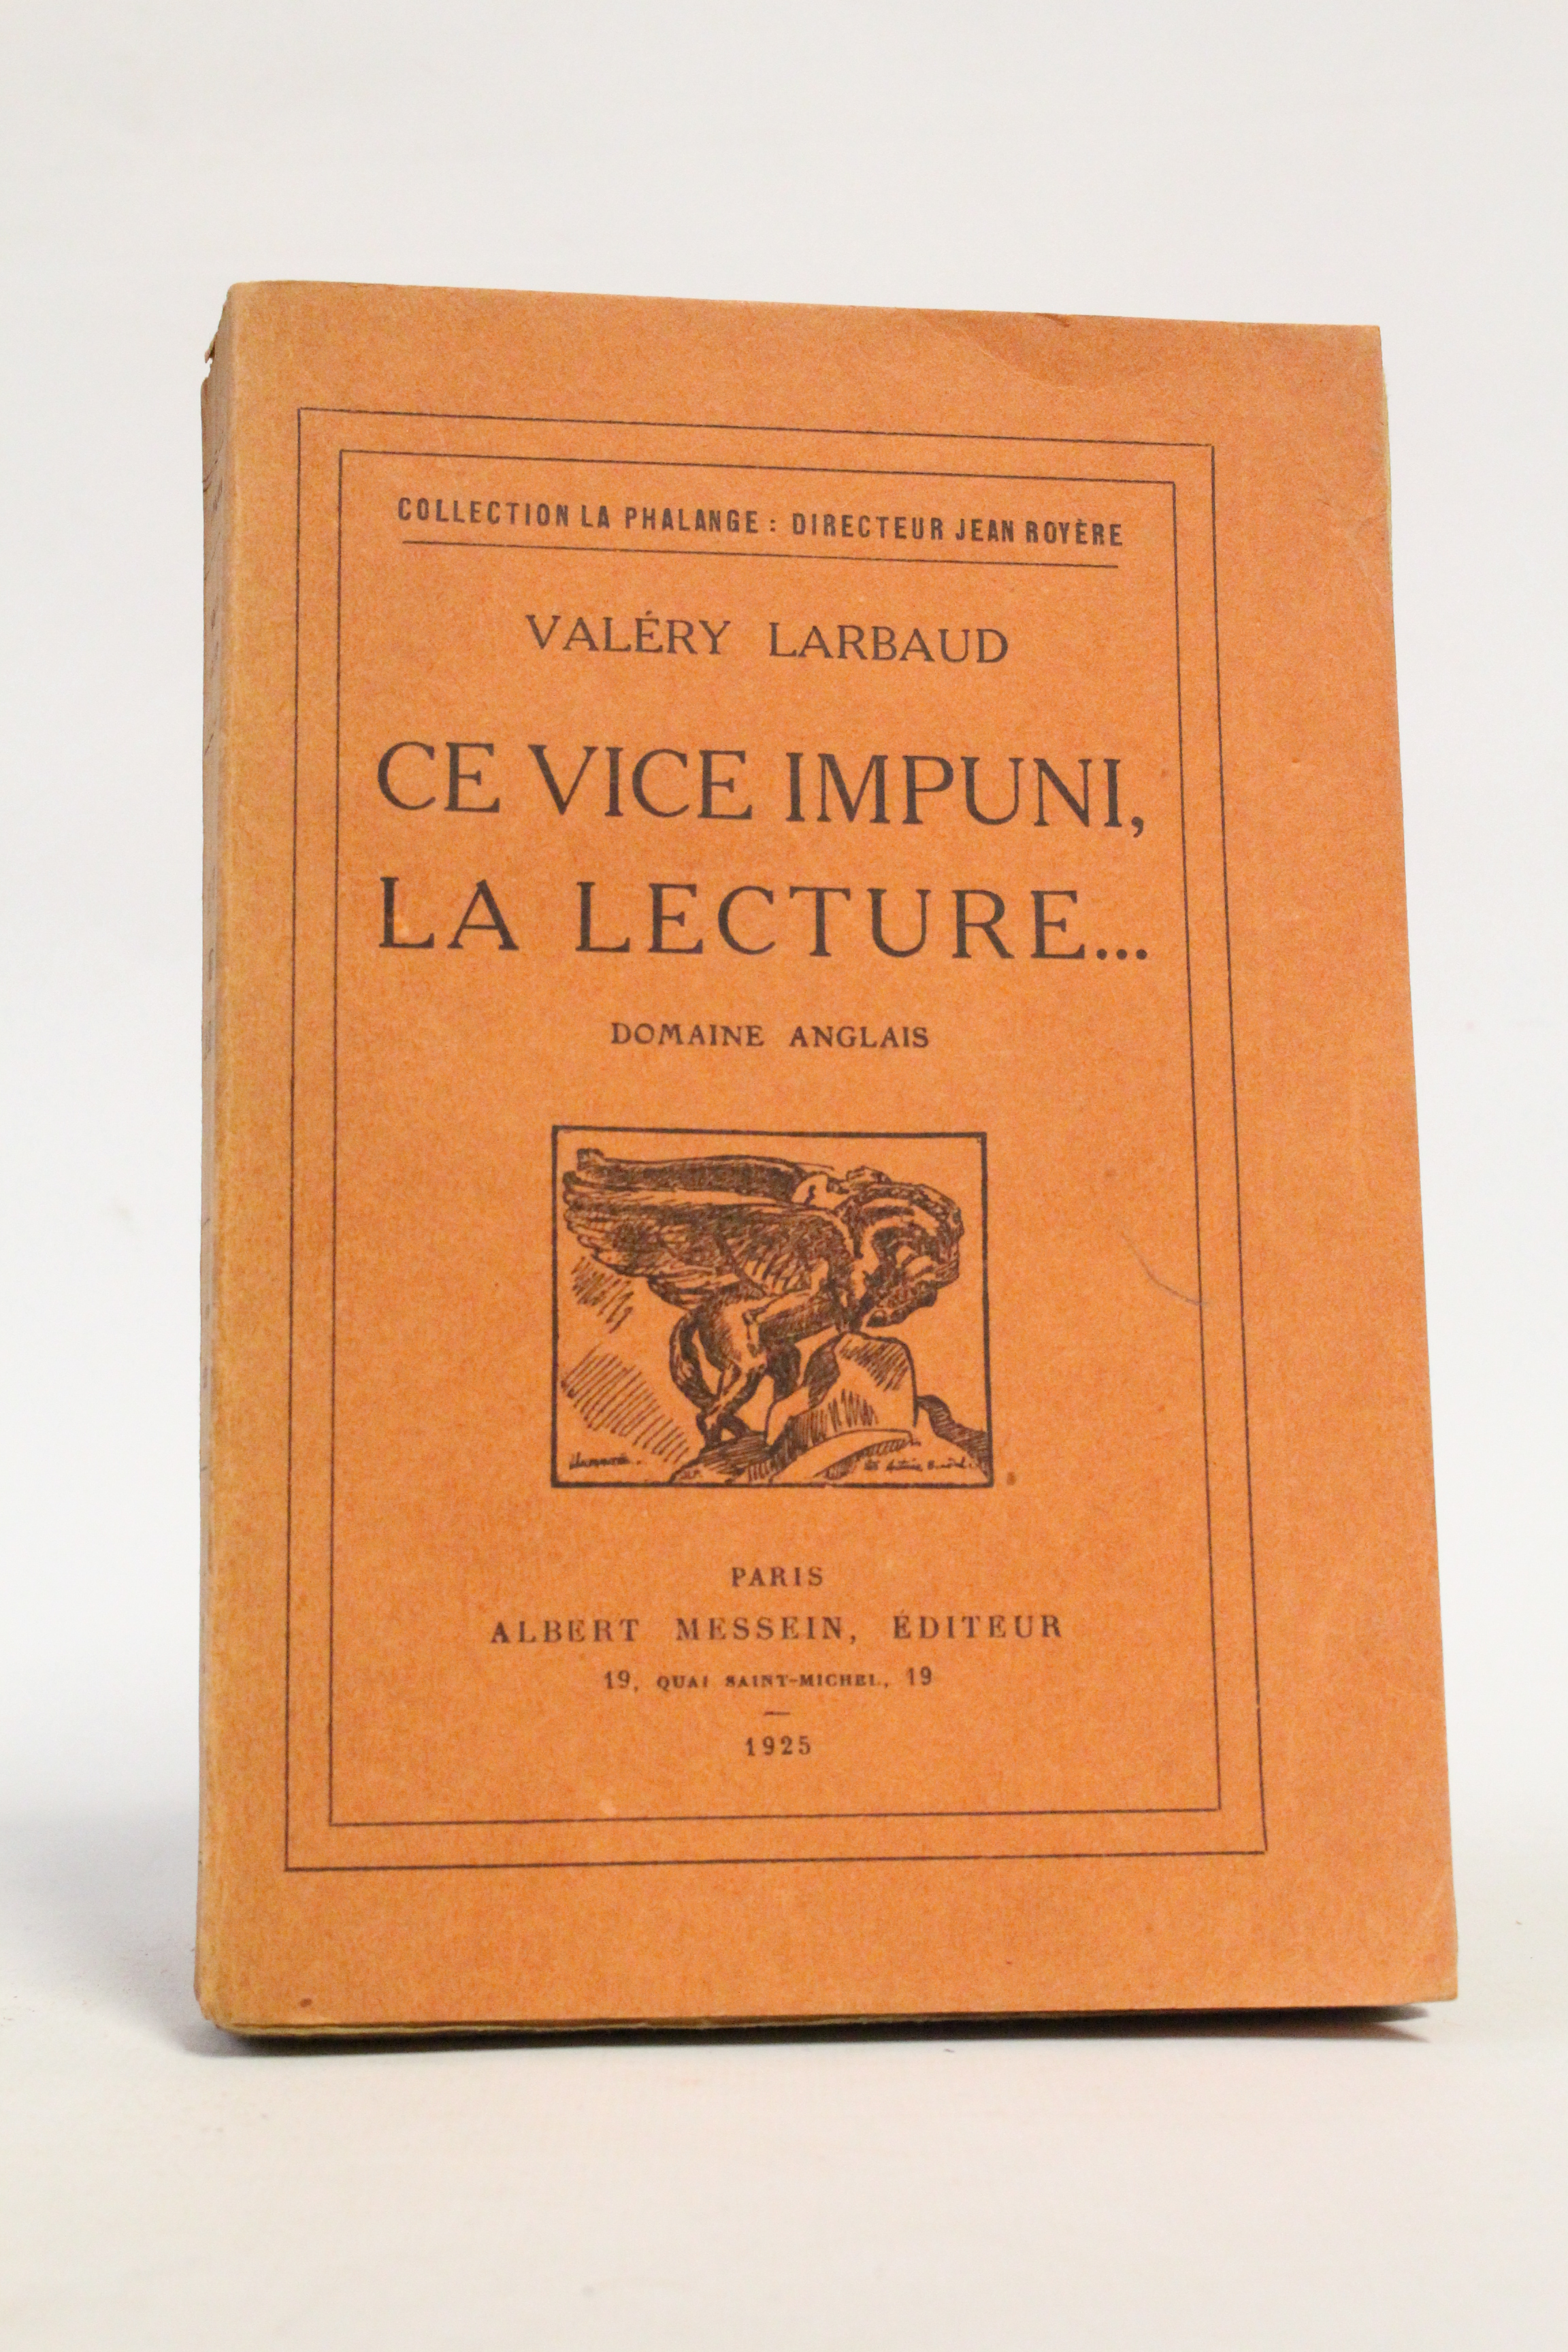 COLLECTION LA PHALANGE : DIRECTEUR JEAN ROYÈRE
VALÉRY LARBAUD
CE VICE IMPUNI,
LA LECTURE...
DOMAINE ANGLAIS
PARIS
ALBERT MESSEIN, ÉDITEUR
19, QUAI SAINT-MICHEL, 19
1925